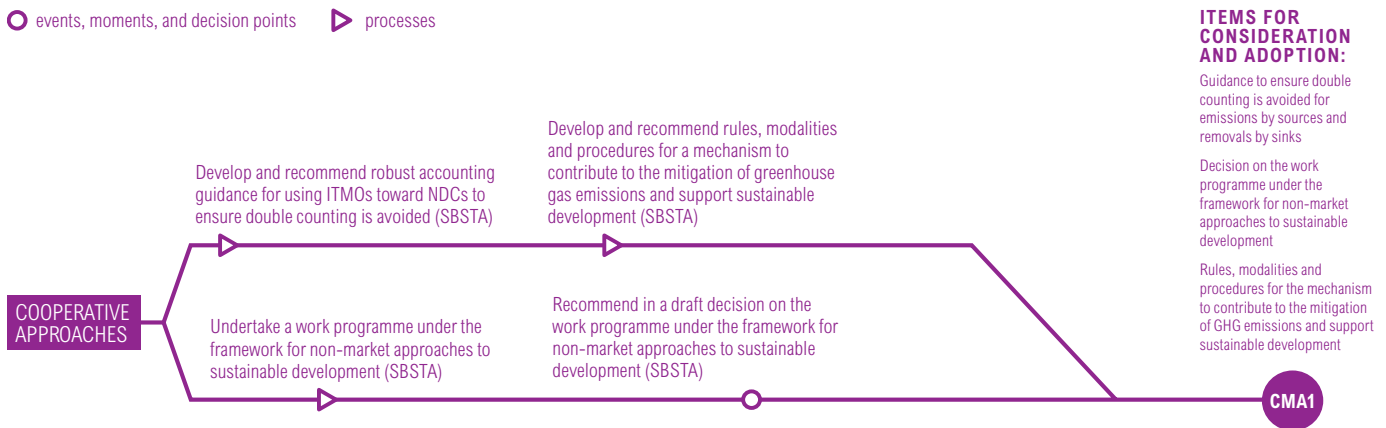 events, moments, and decision points
processes
ITEMS FOR
CONSIDERATION
AND ADOPTION:
Guidance to ensure double
counting is avoided for
emissions by sources and
removals by sinks
Decision on the work
programme under the
framework for non-market
approaches to sustainable
development
Rules, modalities and
procedures for the mechanism
to contribute to the mitigation
of GHG emissions and support
sustainable development
Develop and recommend robust accounting
guidance for using ITMOs toward NDCs to
ensure double counting is avoided (SBSTA)
Develop and recommend rules, modalities
and procedures for a mechanism to
contribute to the mitigation of greenhouse
gas emissions and support sustainable
development (SBSTA)
COOPERATIVE
APPROACHES
Undertake a work programme under the
framework for non-market approaches to
sustainable development (SBSTA)
Recommend in a draft decision on the
work programme under the framework for
non-market approaches to sustainable
development (SBSTA)
CMA1